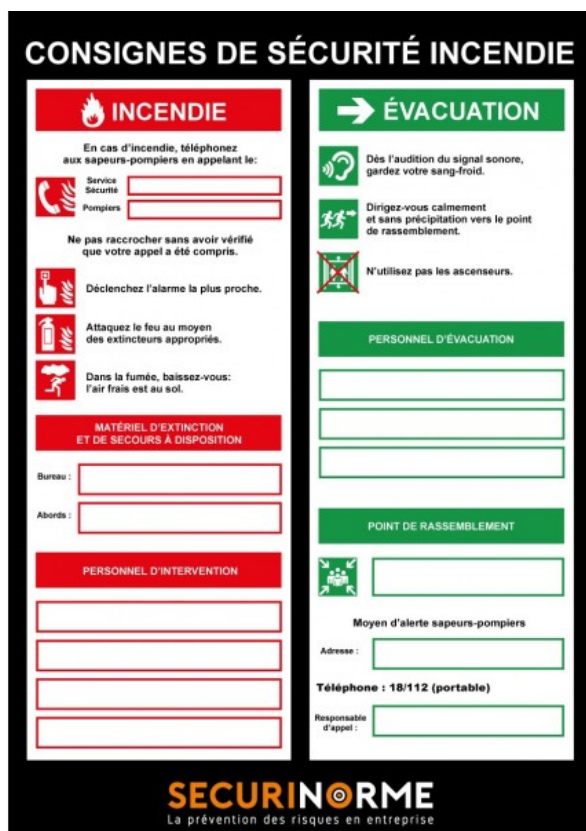 CONSIGNES DE SÉCURITÉ INCENDIE
INCENDIE
En cas d'incendie, téléphonez
aux sapeurs-pompiers en appelant le:
Service
Sécurité
Pompiers
Ne pas raccrocher sans avoir vérifié
que votre appel a été compris.
Déclenchez l'alarme la plus proche.
Attaquez le feu au moyen
des extincteurs appropriés.
Dans la fumée, baissez-vous:
l'air frais est au sol.
MATÉRIEL D'EXTINCTION
ET DE SECOURS À DISPOSITION
Bureau :
Abords :
PERSONNEL D'INTERVENTION
ÉVACUATION
Dès l'audition du signal sonore,
gardez votre sang-froid.
Dirigez-vous calmement
et sans précipitation vers le point
de rassemblement.
N'utilisez pas les ascenseurs.
PERSONNEL D'ÉVACUATION
POINT DE RASSEMBLEMENT
Moyen d'alerte sapeurs-pompiers
Adresse :
Téléphone : 18/112 (portable)
Responsable
d'appel :
SECURINORME
La prévention des risques en entreprise